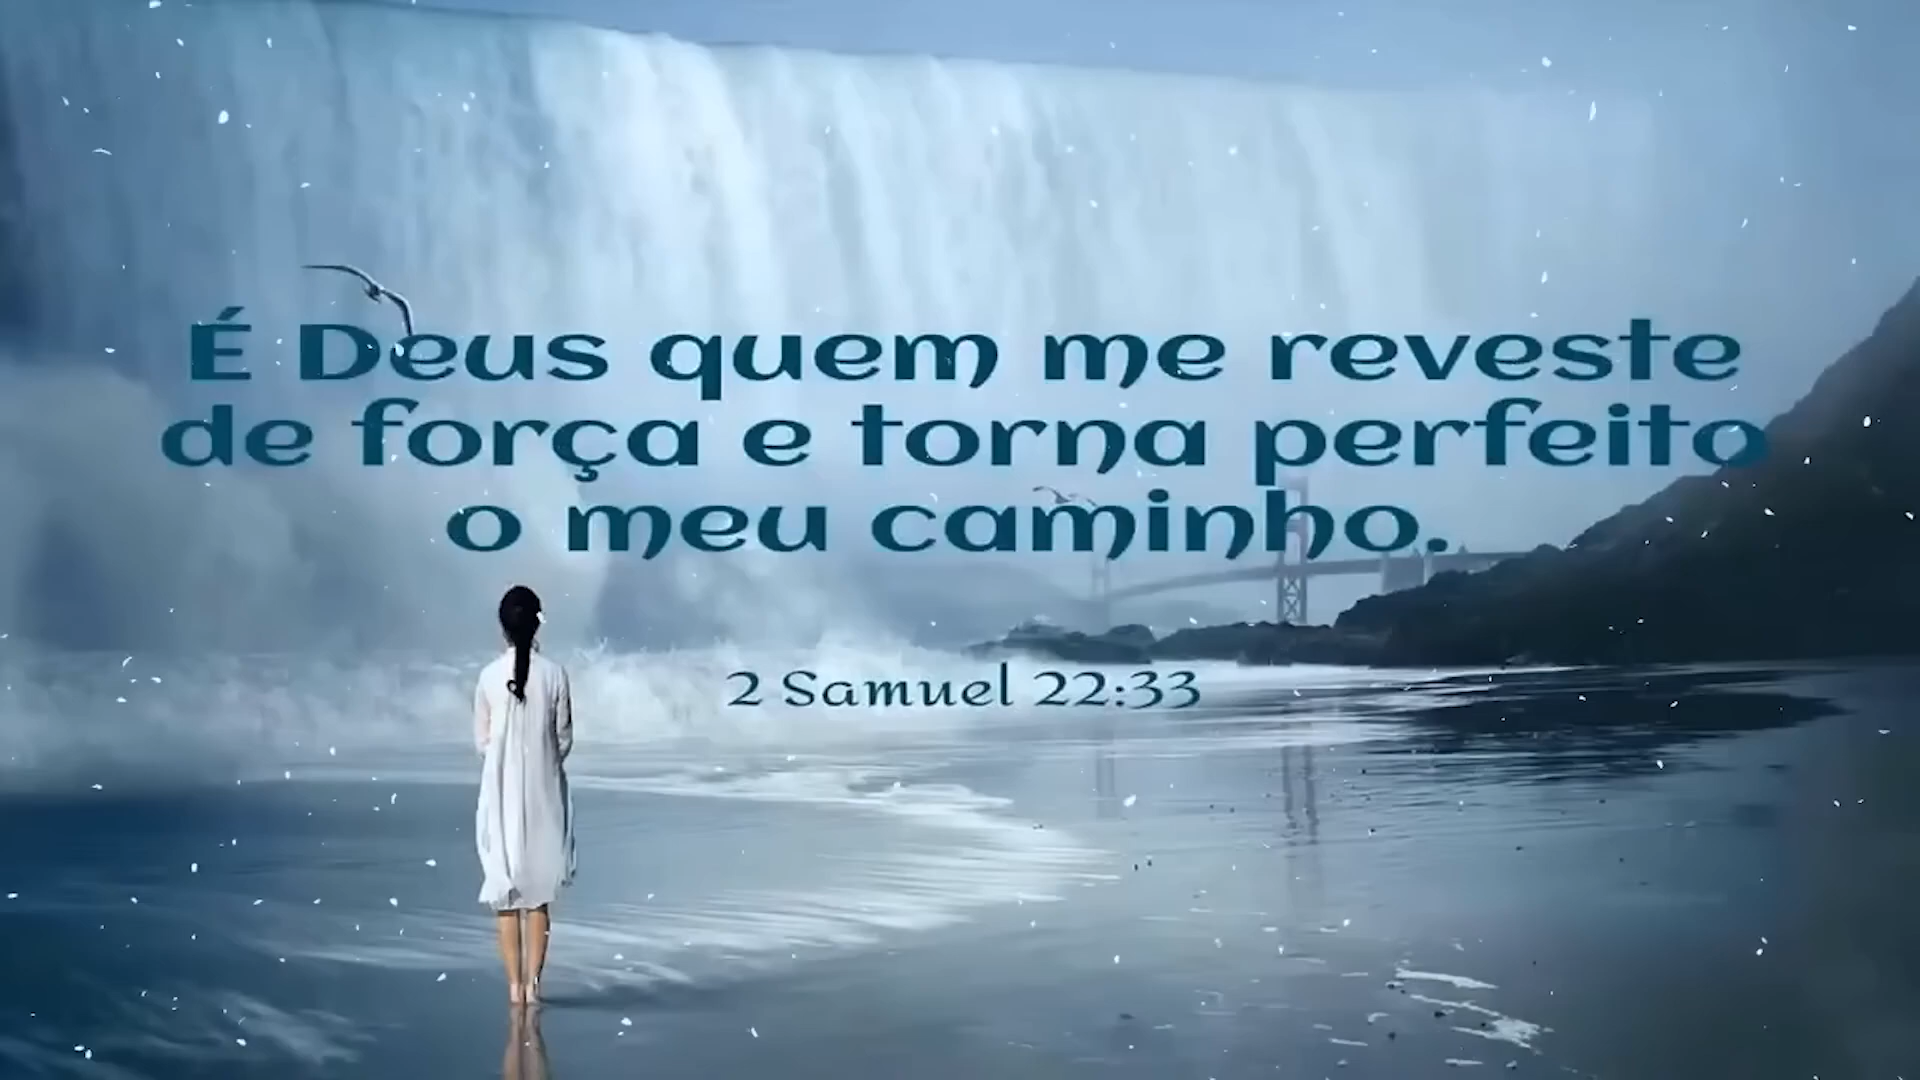 É Deus quem me reveste
de força e torna perfeito
o meu caminho.
2 Samuel 22:33